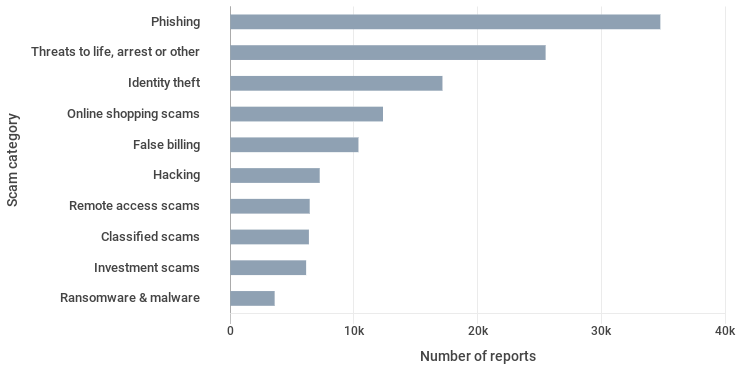 Scam category
Phishing
Threats to life, arrest or other
Identity theft
Online shopping scams
False billing
Hacking
Remote access scams
Classified scams
Investment scams
Ransomware & malware
0 10k 20k 30k 40k
Number of reports